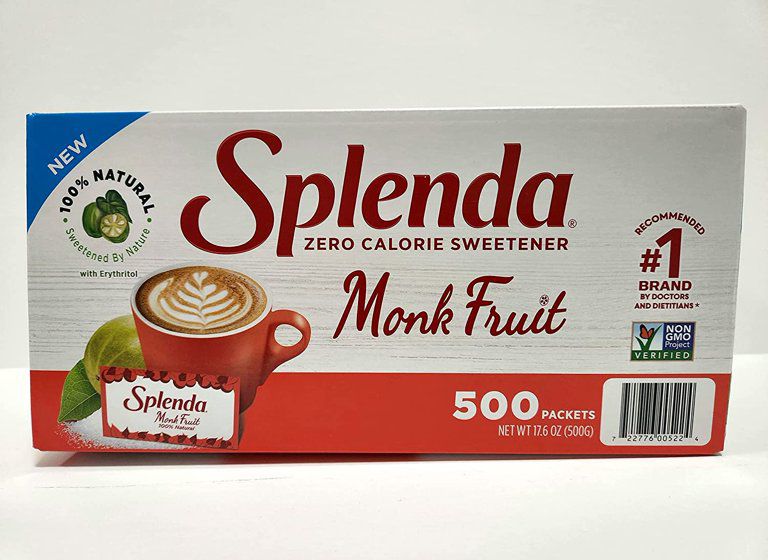 NEW
100% NATURAL
Sweetened By Nature
with Erythritol
Splenda®
ZERO CALORIE SWEETENER
Monk Fruit
RECOMMENDED
#1
BRAND
BY DOCTORS
AND DIETITIANS*
NON
GMO
Project
VERIFIED
Splenda
Monk Fruit
100% Natural
500 PACKETS
NET WT 17.6 OZ (500G)
7 22776 00522 4